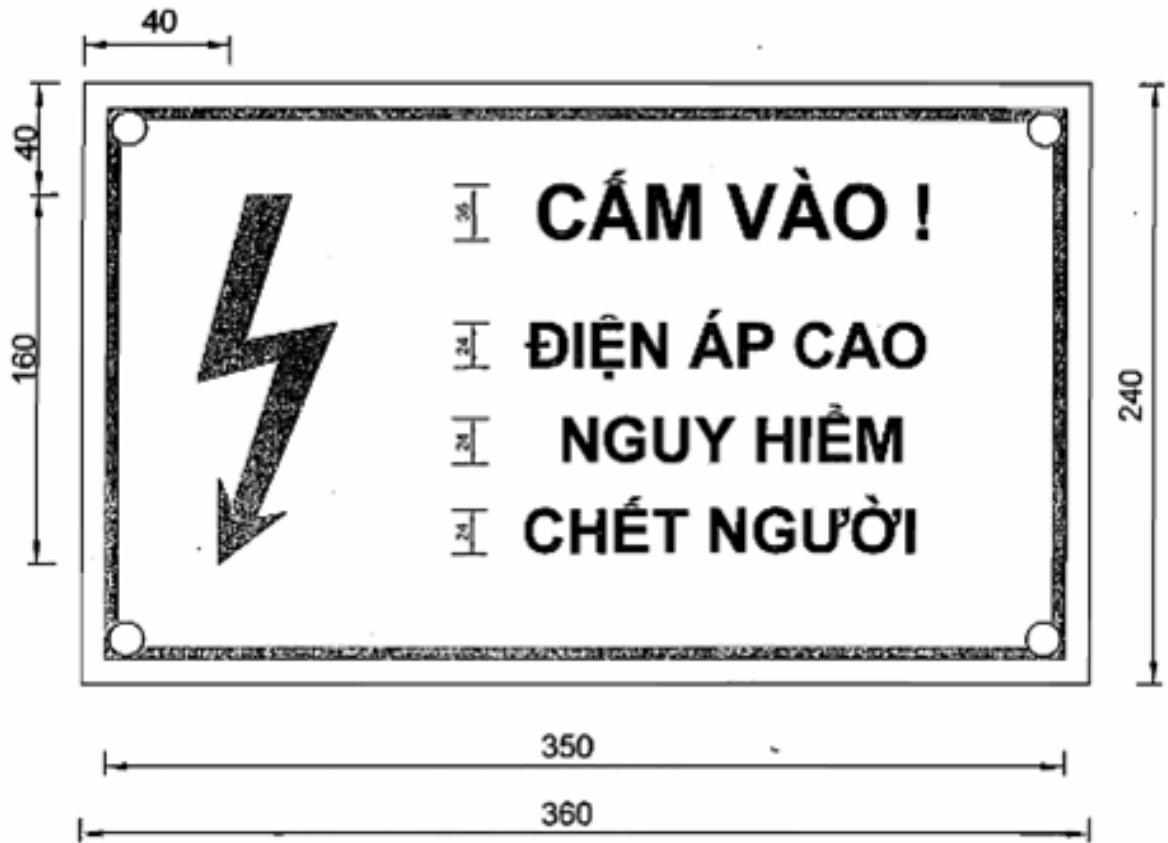 40
40
36
CẤM VÀO !
160
24
ĐIỆN ÁP CAO
240
24
NGUY HIỂM
24
CHẾT NGƯỜI
350
360